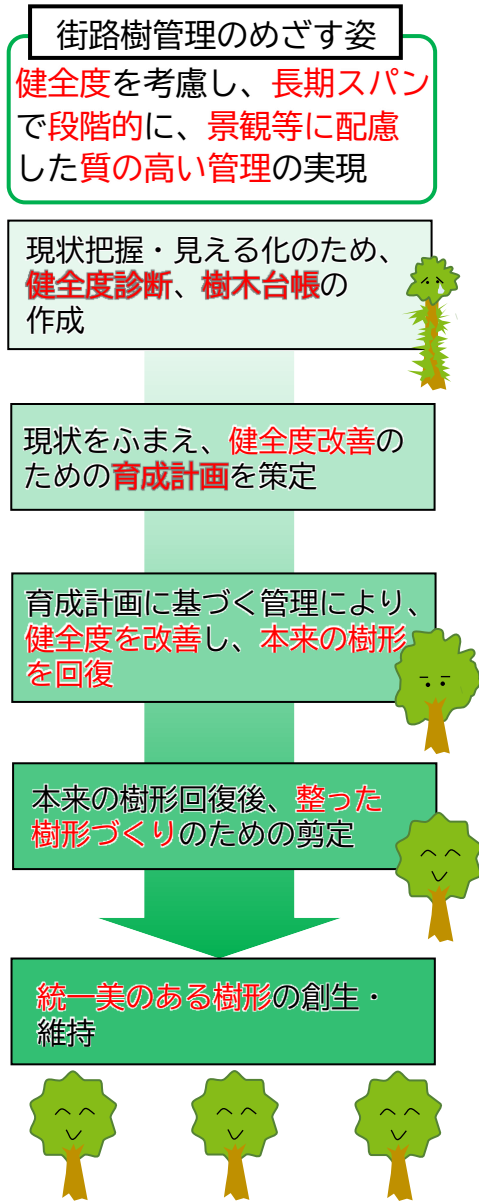 街路樹管理のめざす姿
健全度を考慮し、長期スパン
で段階的に、景観等に配慮
した質の高い管理の実現
現状把握・見える化のため、
健全度診断、樹木台帳の
作成
現状をふまえ、健全度改善の
ための育成計画を策定
育成計画に基づく管理により、
健全度を改善し、本来の樹形
を回復
本来の樹形回復後、整った
樹形づくりのための剪定
統一美のある樹形の創生・
維持